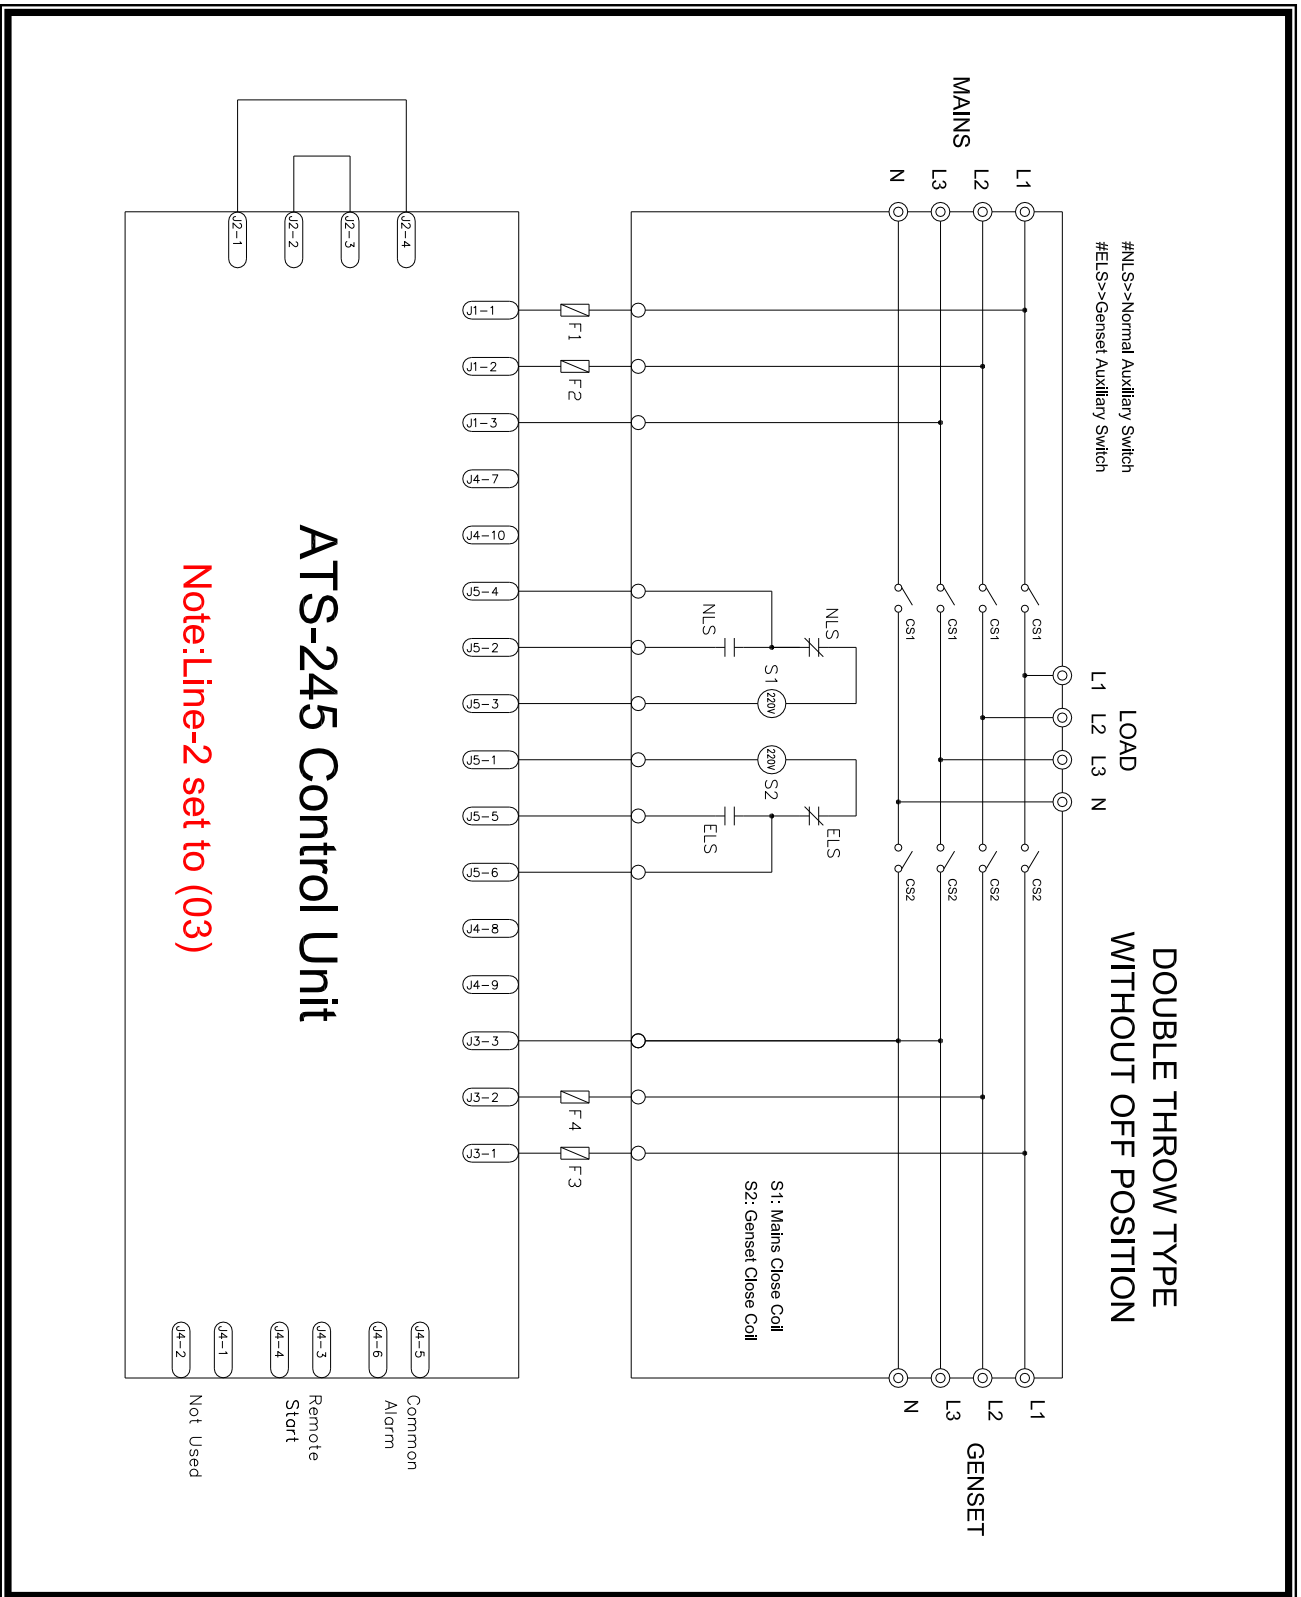 DOUBLE THROW TYPE
WITHOUT OFF POSITION
#NLS>>Normal Auxiliary Switch
#ELS>>Genset Auxiliary Switch
LOAD
L1
L2
L3
N
MAINS
L1
L2
L3
N
CS1
CS1
CS1
CS1
CS2
CS2
CS2
CS2
GENSET
L1
L2
L3
N
NLS
NLS
S1
220V
220V
S2
ELS
ELS
S1: Mains Close Coil
S2: Genset Close Coil
F1
F2
F4
F3
J1-1
J1-2
J1-3
J4-7
J4-10
J5-4
J5-2
J5-3
J5-1
J5-5
J5-6
J4-8
J4-9
J3-3
J3-2
J3-1
J2-4
J2-3
J2-2
J2-1
ATS-245 Control Unit
Note:Line-2 set to (03)
J4-5
J4-6
Common
Alarm
J4-3
J4-4
Remote
Start
J4-1
J4-2
Not Used